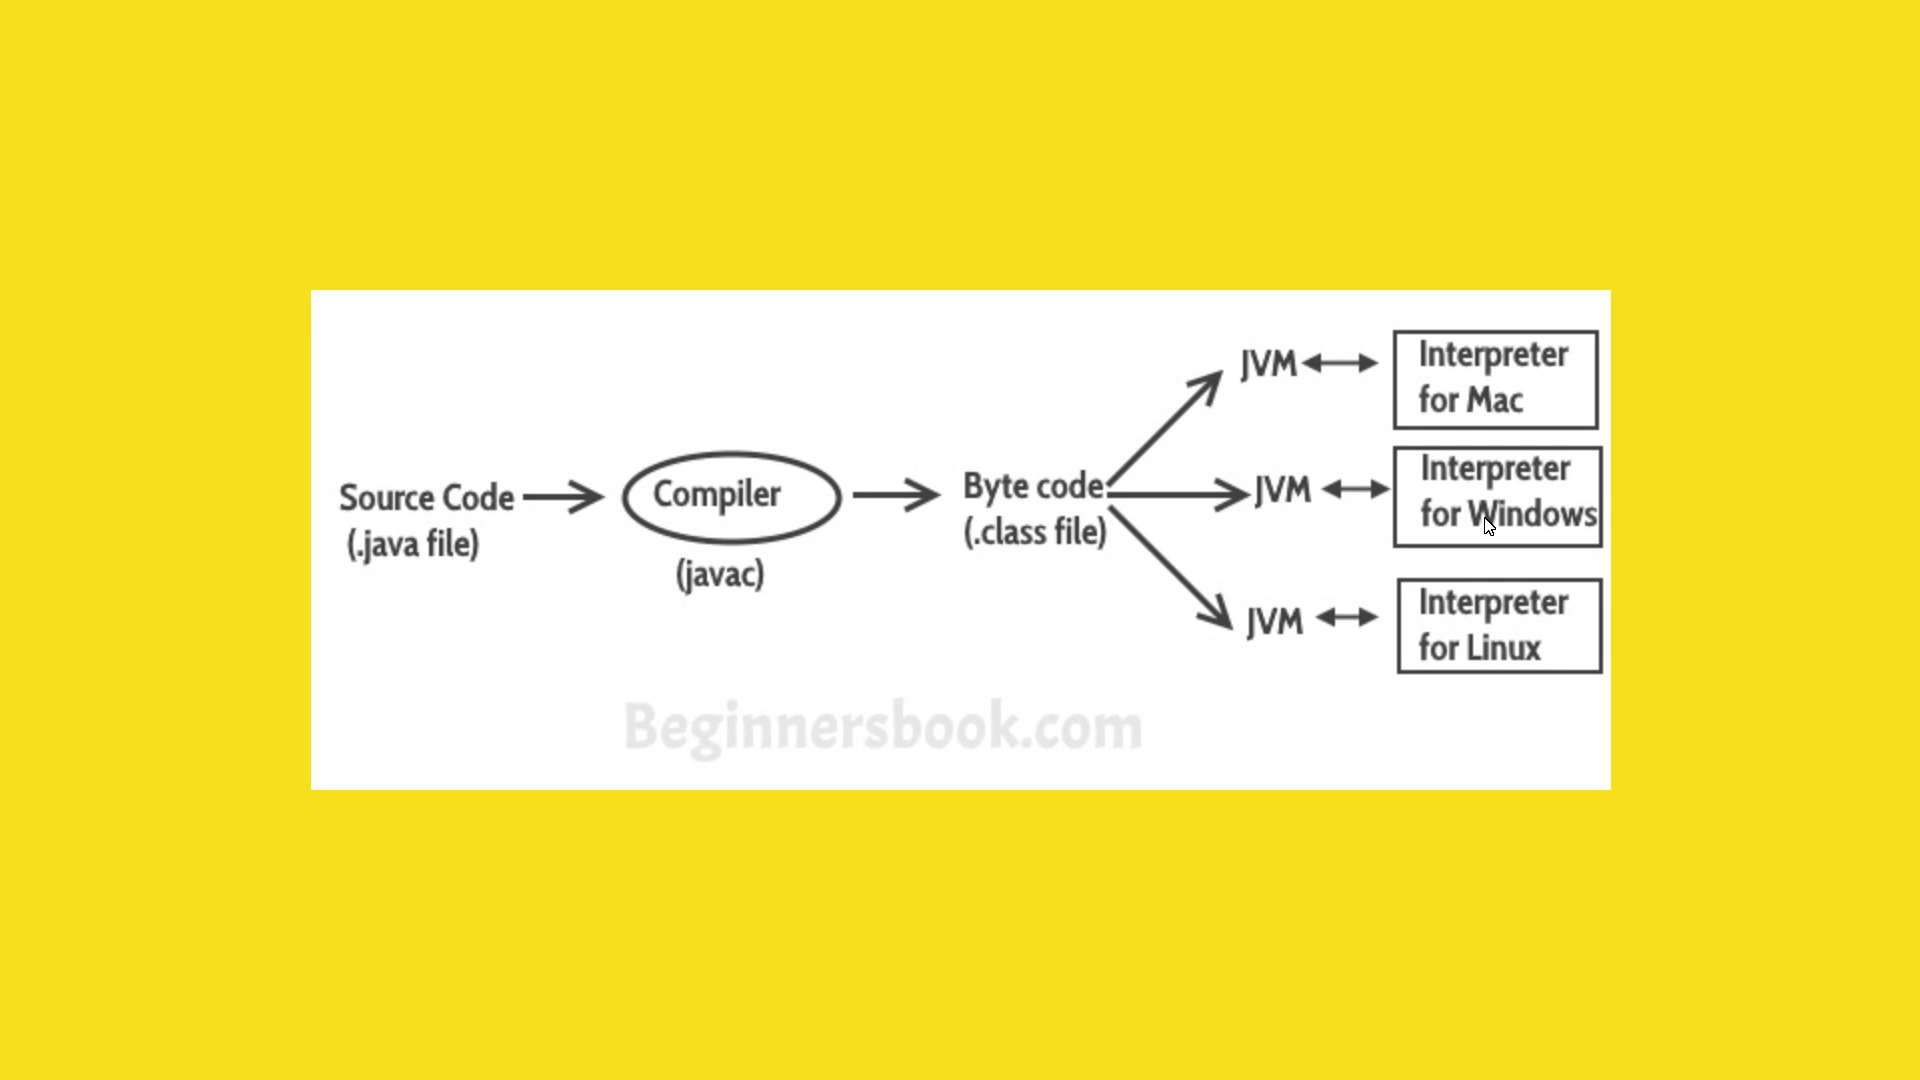 Source Code
(.java file)
Compiler
(javac)
Byte code
(.class file)
JVM
Interpreter
for Mac
JVM
Interpreter
for Windows
JVM
Interpreter
for Linux
Beginnersbook.com